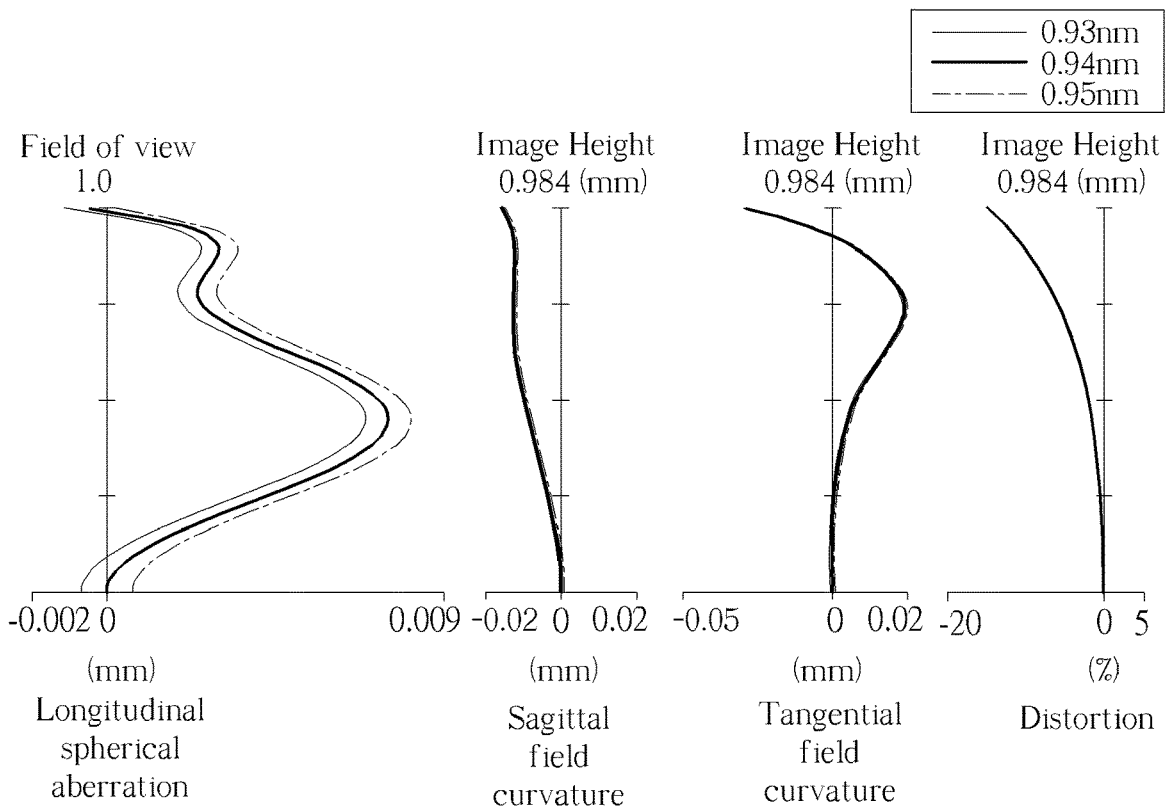 0.93nm
0.94nm
0.95nm
Field of view
1.0
Image Height
0.984 (mm)
Image Height
0.984 (mm)
Image Height
0.984 (mm)
-0.002 0 0.009
(mm)
Longitudinal
spherical
aberration
-0.02 0 0.02
(mm)
Sagittal
field
curvature
-0.05 0 0.02
(mm)
Tangential
field
curvature
-20 0 5
(%)
Distortion